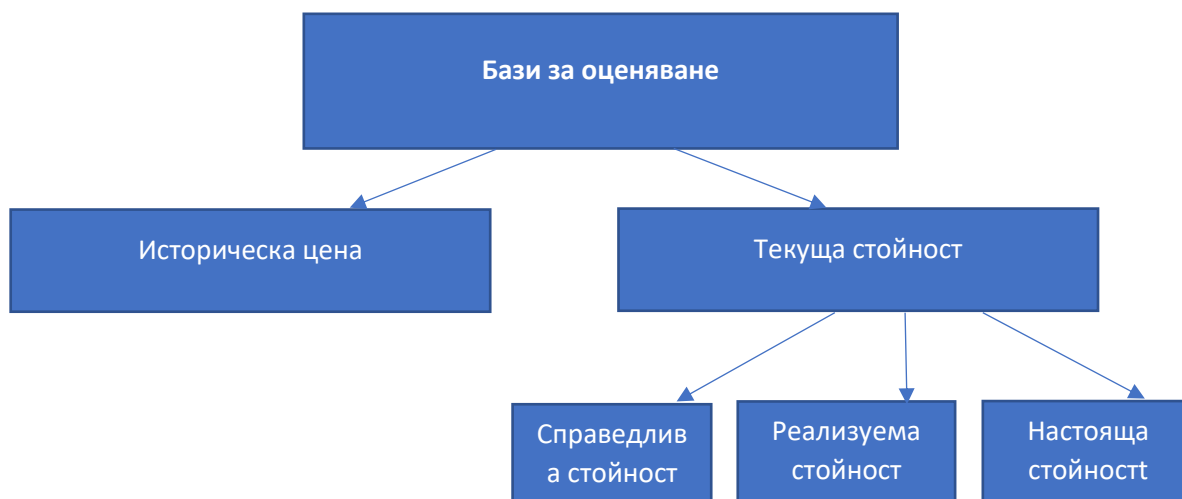 Бази за оценяване
Историческа цена
Текуща стойност
Справедлив
а стойност
Реализуема
стойност
Настояща
стойностt